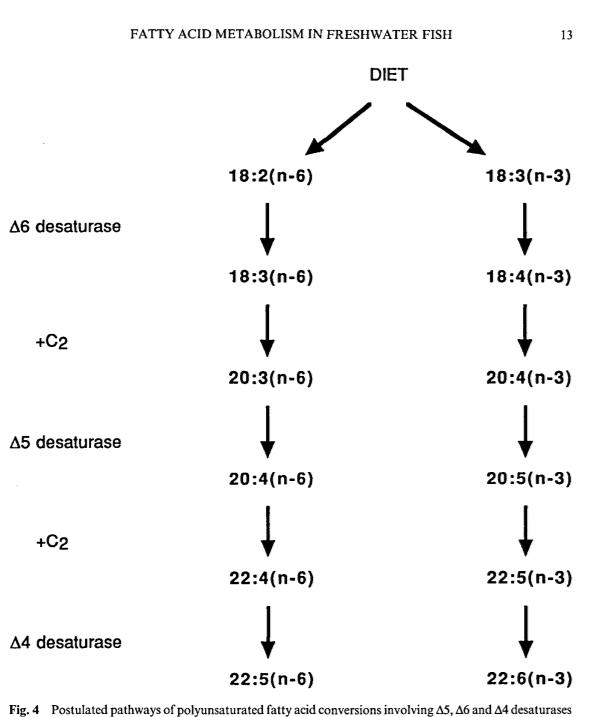 FATTY ACID METABOLISM IN FRESHWATER FISH 13
DIET
18:2(n-6) 18:3(n-3)
Δ6 desaturase
18:3(n-6) 18:4(n-3)
+C2
20:3(n-6) 20:4(n-3)
Δ5 desaturase
20:4(n-6) 20:5(n-3)
+C2
22:4(n-6) 22:5(n-3)
Δ4 desaturase
22:5(n-6) 22:6(n-3)
Fig. 4 Postulated pathways of polyunsaturated fatty acid conversions involving Δ5, Δ6 and Δ4 desaturases